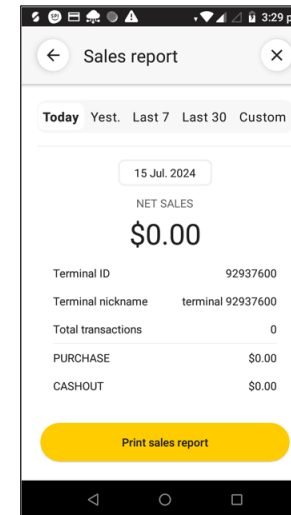 3:29 p
Sales report
Today Yest. Last 7 Last 30 Custom
15 Jul. 2024
NET SALES
$0.00
Terminal ID 92937600
Terminal nickname terminal 92937600
Total transactions 0
PURCHASE $0.00
CASHOUT $0.00
Print sales report